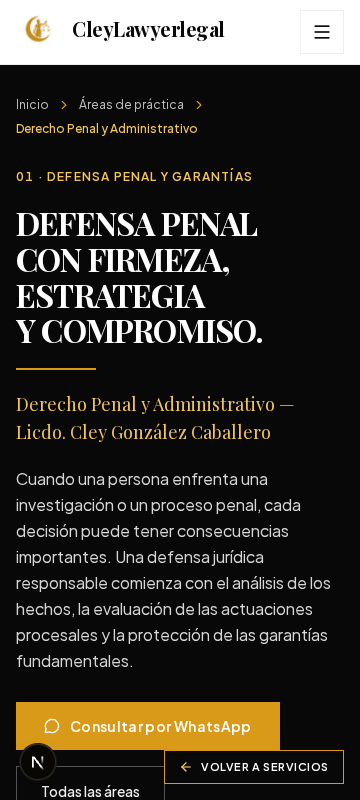 CleyLawyerlegal
Inicio > Áreas de práctica >
Derecho Penal y Administrativo
01 · DEFENSA PENAL Y GARANTÍAS
DEFENSA PENAL
CON FIRMEZA,
ESTRATEGIA
Y COMPROMISO.
Derecho Penal y Administrativo —
Licdo. Cley González Caballero
Cuando una persona enfrenta una
investigación o un proceso penal, cada
decisión puede tener consecuencias
importantes. Una defensa jurídica
responsable comienza con el análisis de los
hechos, la evaluación de las actuaciones
procesales y la protección de las garantías
fundamentales.
Consultar por WhatsApp
N
← VOLVER A SERVICIOS
Todas las áreas